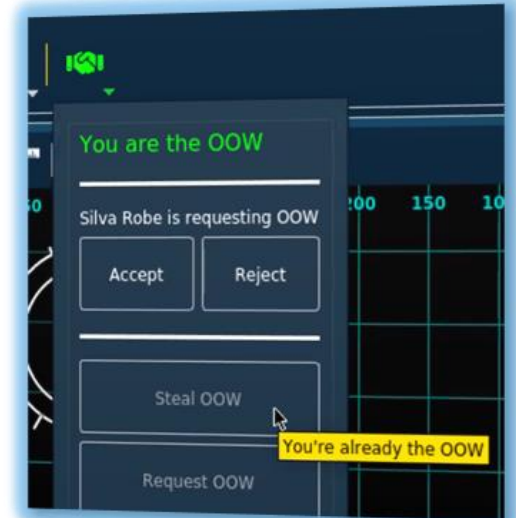 You are the OOW
00 150 10
Silva Robe is requesting OOW
Accept Reject
Steal OOW
You're already the OOW
Request OOW